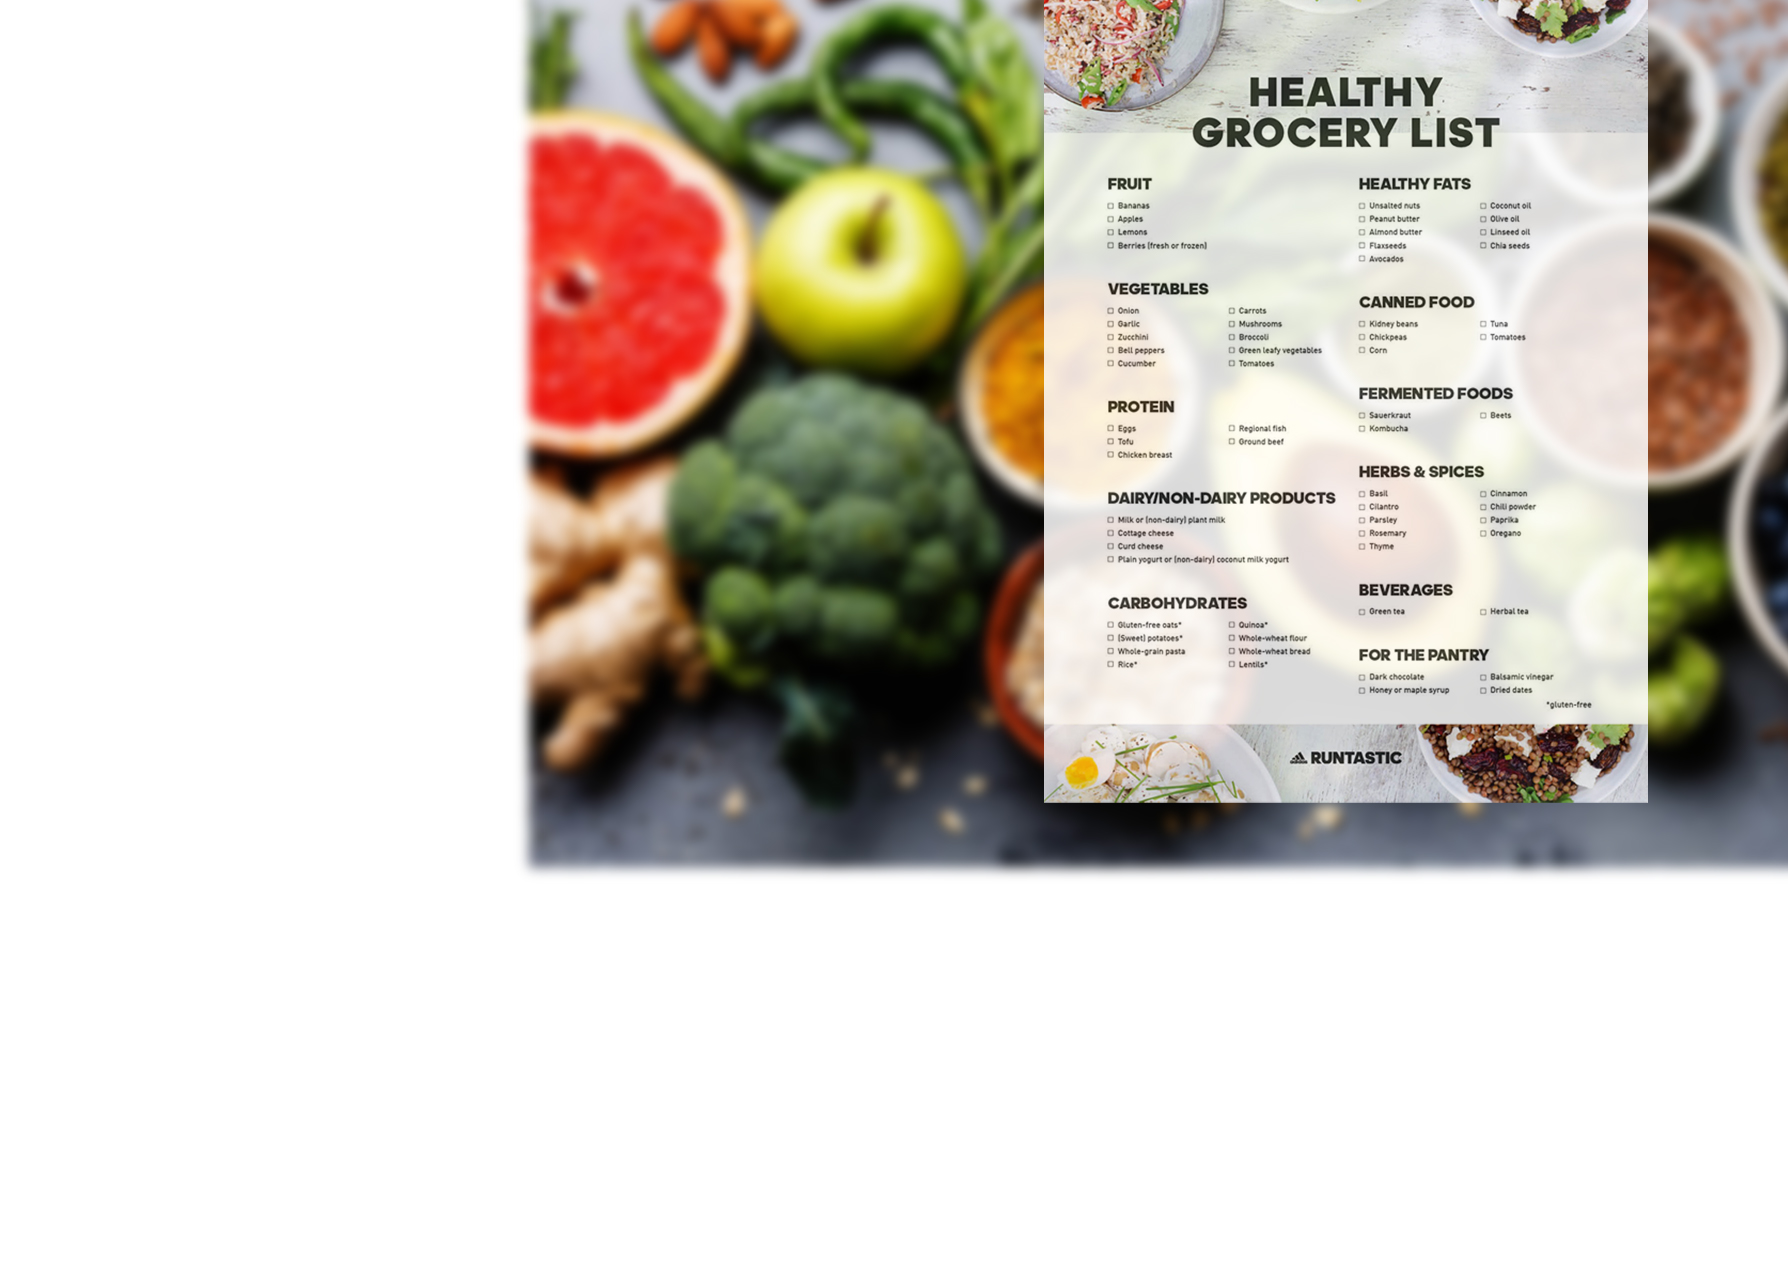 HEALTHY
GROCERY LIST
FRUIT
Bananas
Apples
Lemons
Berries (fresh or frozen)
VEGETABLES
Onion
Garlic
Zucchini
Bell peppers
Cucumber
Carrots
Mushrooms
Broccoli
Green leafy vegetables
Tomatoes
PROTEIN
Eggs
Tofu
Chicken breast
Regional fish
Ground beef
DAIRY/NON-DAIRY PRODUCTS
Milk or (non-dairy) plant milk
Cottage cheese
Curd cheese
Plain yogurt or (non-dairy) coconut milk yogurt
CARBOHYDRATES
Gluten-free oats*
(Sweet) potatoes*
Whole-grain pasta
Rice*
Quinoa*
Whole-wheat flour
Whole-wheat bread
Lentils*
HEALTHY FATS
Unsalted nuts
Peanut butter
Almond butter
Flaxseeds
Avocados
Coconut oil
Olive oil
Linseed oil
Chia seeds
CANNED FOOD
Kidney beans
Chickpeas
Corn
Tuna
Tomatoes
FERMENTED FOODS
Sauerkraut
Kombucha
Beets
HERBS & SPICES
Basil
Cilantro
Parsley
Rosemary
Thyme
Cinnamon
Chili powder
Paprika
Oregano
BEVERAGES
Green tea
Herbal tea
FOR THE PANTRY
Dark chocolate
Honey or maple syrup
Balsamic vinegar
Dried dates
*gluten-free
RUNTASTIC